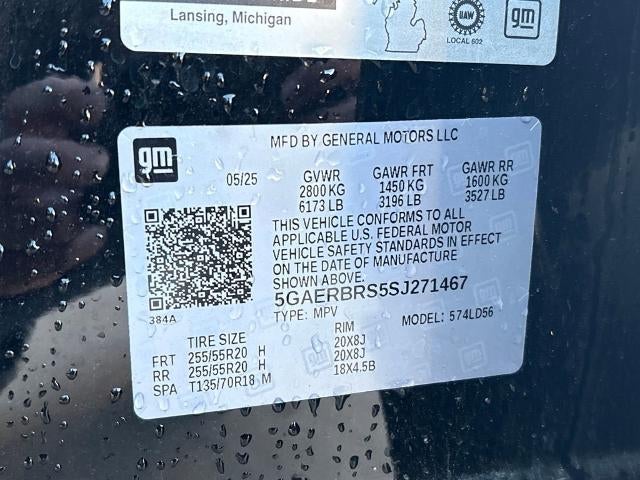 Lansing, Michigan
UAW
LOCAL 602
gm
gm
MFD BY GENERAL MOTORS LLC
05/25 GVWR GAWR FRT GAWR RR
2800 KG 1450 KG 1600 KG
6173 LB 3196 LB 3527 LB
THIS VEHICLE CONFORMS TO ALL
APPLICABLE U.S. FEDERAL MOTOR
VEHICLE SAFETY STANDARDS IN EFFECT
ON THE DATE OF MANUFACTURE
SHOWN ABOVE.
384A
5GAERBRS5SJ271467
TYPE: MPV MODEL: 574LD56
TIRE SIZE RIM
FRT 255/55R20 H 20X8J
RR 255/55R20 H 20X8J
SPA T135/70R18 M 18X4.5B